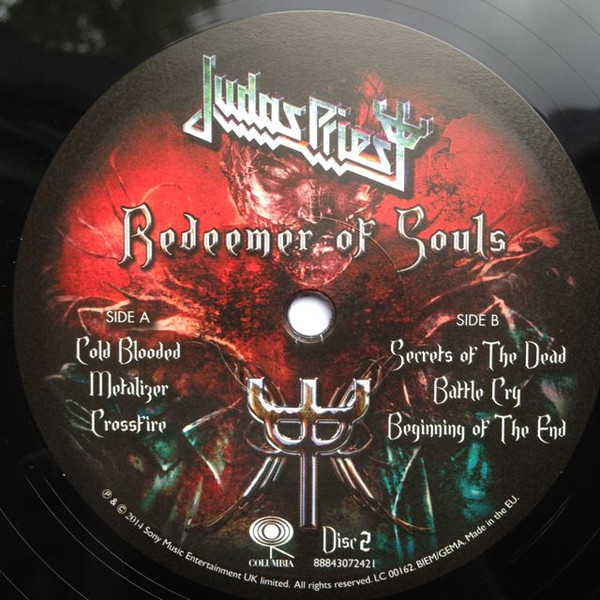 Judas Priest
Redeemer of Souls
SIDE A
Cold Blooded
Metalizer
Crossfire
SIDE B
Secrets of The Dead
Battle Cry
Beginning of The End
COLUMBIA
Disc 2
88843072421
℗ & © 2014 Sony Music Entertainment UK limited. All rights reserved. LC 00162. BIEM/GEMA. Made in the EU.